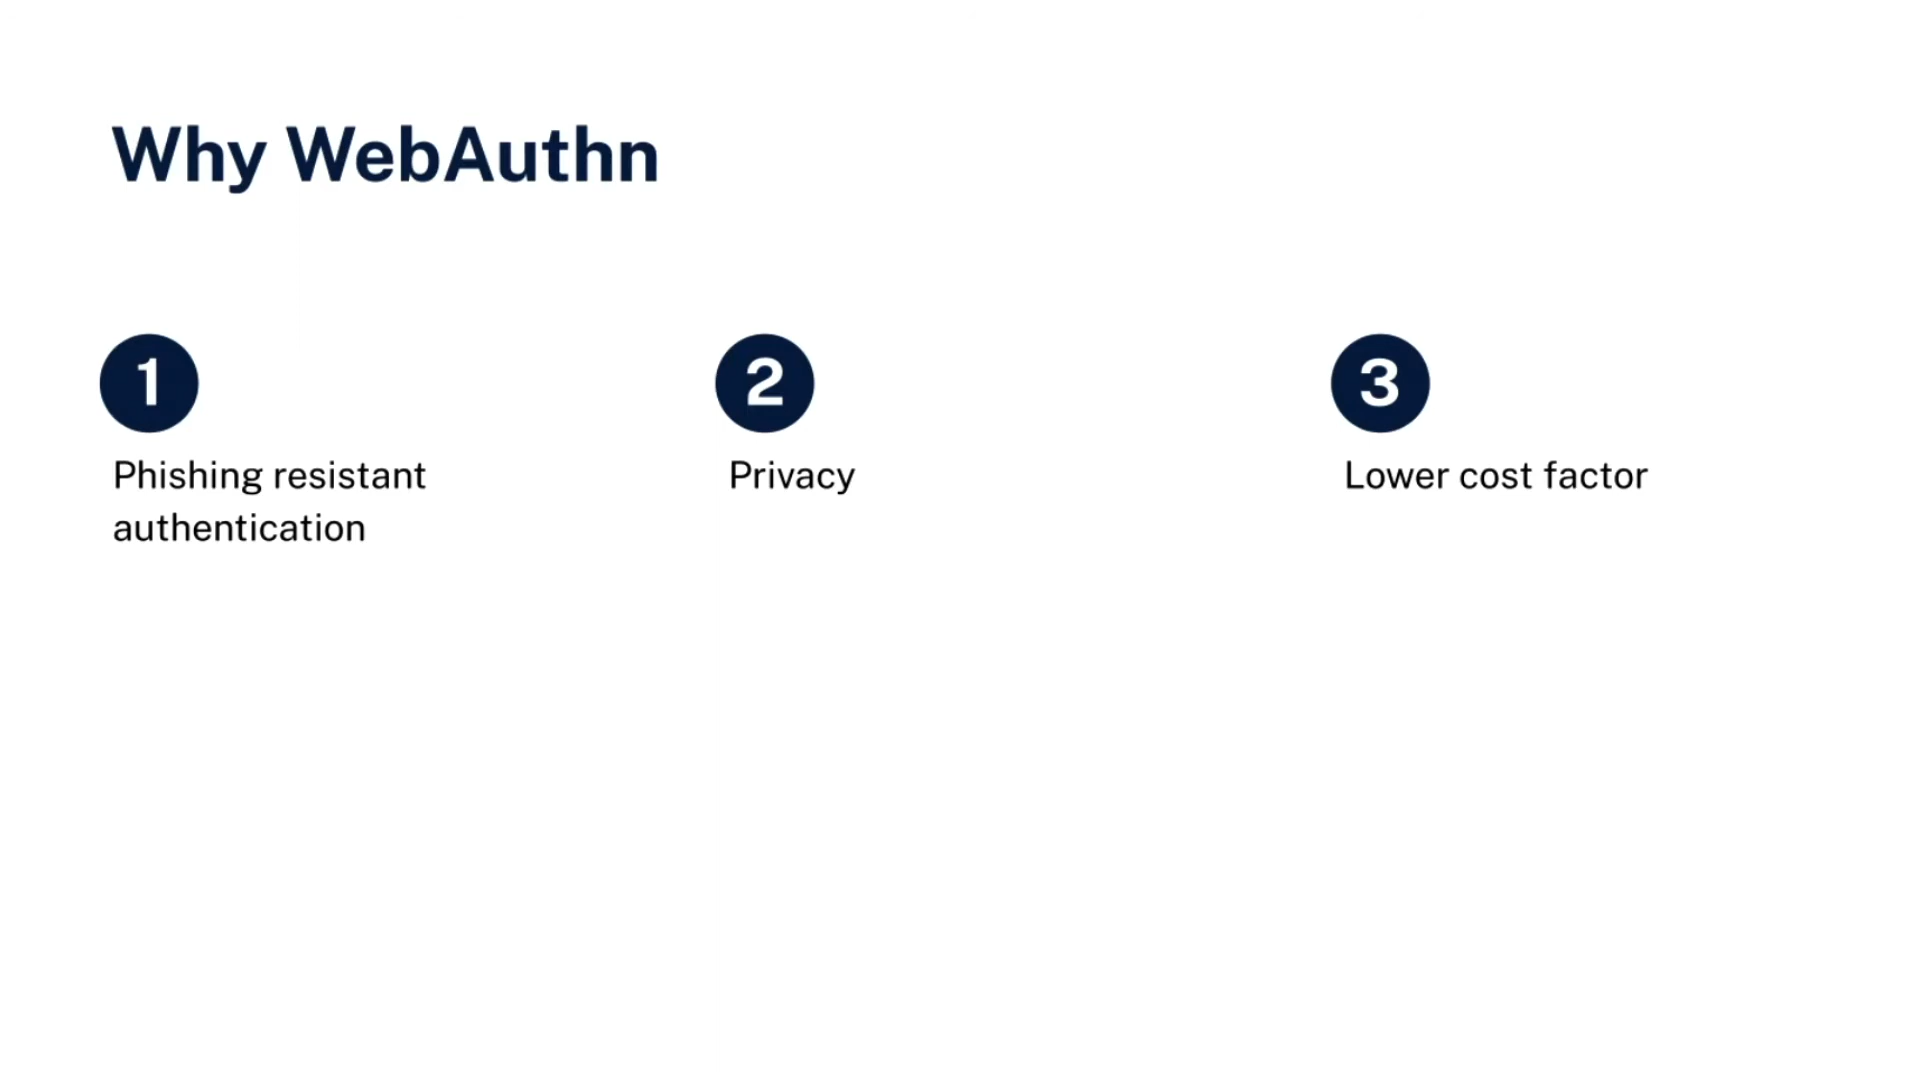 Why WebAuthn
1
Phishing resistant
authentication
2
Privacy
3
Lower cost factor